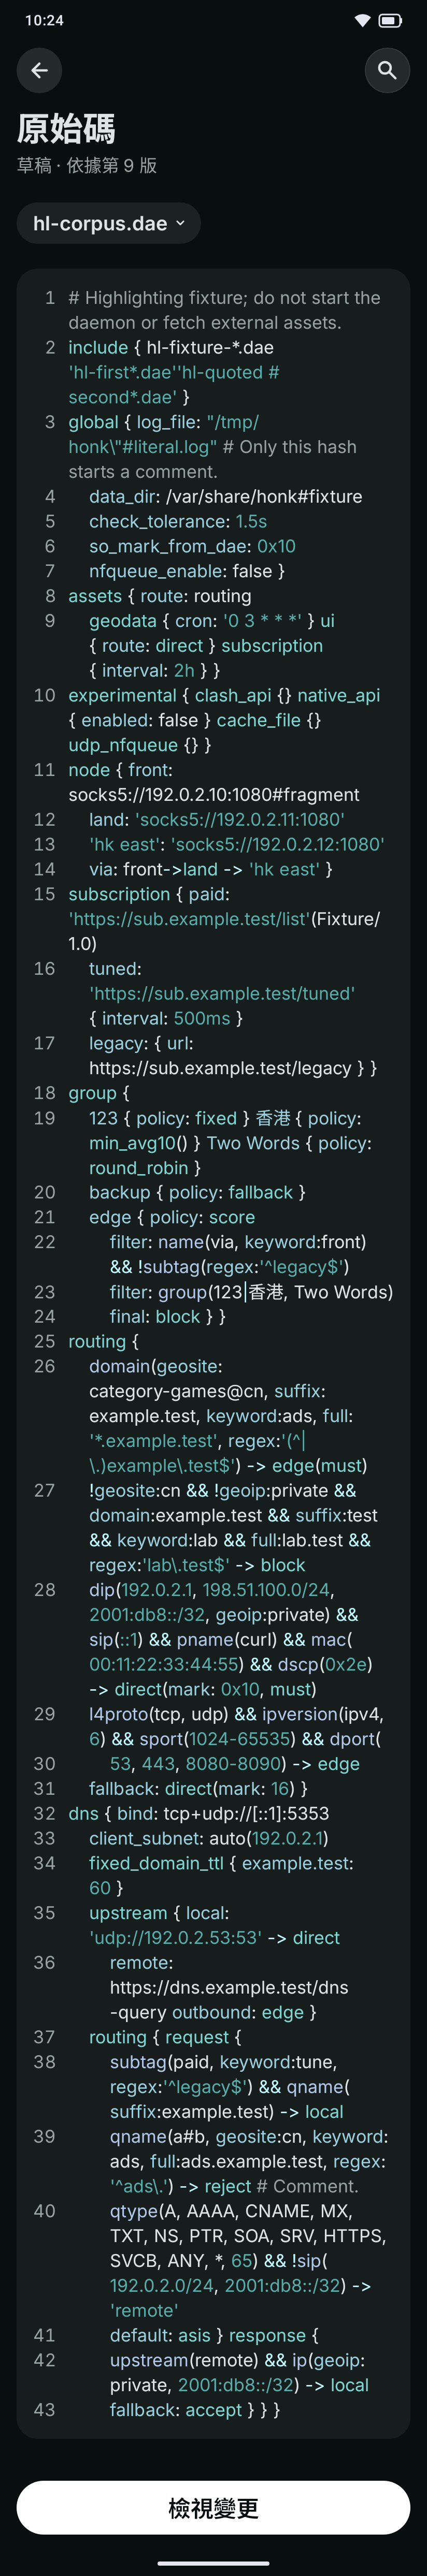 10:24
原始碼
草稿 · 依據第 9 版
hl-corpus.dae
1 # Highlighting fixture; do not start the
daemon or fetch external assets.
2 include { hl-fixture-*.dae
'hl-first*.dae''hl-quoted #
second*.dae' }
3 global { log_file: "/tmp/
honk\"#literal.log" # Only this hash
starts a comment.
4 data_dir: /var/share/honk#fixture
5 check_tolerance: 1.5s
6 so_mark_from_dae: 0x10
7 nfqueue_enable: false }
8 assets { route: routing
9 geodata { cron: '0 3 * * *' } ui
{ route: direct } subscription
{ interval: 2h } }
10 experimental { clash_api {} native_api
{ enabled: false } cache_file {}
udp_nfqueue {} }
11 node { front:
socks5://192.0.2.10:1080#fragment
12 land: 'socks5://192.0.2.11:1080'
13 'hk east': 'socks5://192.0.2.12:1080'
14 via: front->land -> 'hk east' }
15 subscription { paid:
'https://sub.example.test/list'(Fixture/
1.0)
16 tuned:
'https://sub.example.test/tuned'
{ interval: 500ms }
17 legacy: { url:
https://sub.example.test/legacy } }
18 group {
19 123 { policy: fixed } 香港 { policy:
min_avg10() } Two Words { policy:
round_robin }
20 backup { policy: fallback }
21 edge { policy: score
22 filter: name(via, keyword:front)
&& !subtag(regex:'^legacy$')
23 filter: group(123|香港, Two Words)
24 final: block } }
25 routing {
26 domain(geosite:
category-games@cn, suffix:
example.test, keyword:ads, full:
'*.example.test', regex:'(^|
\.)example\.test$') -> edge(must)
27 !geosite:cn && !geoip:private &&
domain:example.test && suffix:test
&& keyword:lab && full:lab.test &&
regex:'lab\.test$' -> block
28 dip(192.0.2.1, 198.51.100.0/24,
2001:db8::/32, geoip:private) &&
sip(::1) && pname(curl) && mac(
00:11:22:33:44:55) && dscp(0x2e)
-> direct(mark: 0x10, must)
29 l4proto(tcp, udp) && ipversion(ipv4,
6) && sport(1024-65535) && dport(
30 53, 443, 8080-8090) -> edge
31 fallback: direct(mark: 16) }
32 dns { bind: tcp+udp://[::1]:5353
33 client_subnet: auto(192.0.2.1)
34 fixed_domain_ttl { example.test:
60 }
35 upstream { local:
'udp://192.0.2.53:53' -> direct
36 remote:
https://dns.example.test/dns
-query outbound: edge }
37 routing { request {
38 subtag(paid, keyword:tune,
regex:'^legacy$') && qname(
suffix:example.test) -> local
39 qname(a#b, geosite:cn, keyword:
ads, full:ads.example.test, regex:
'^ads\.') -> reject # Comment.
40 qtype(A, AAAA, CNAME, MX,
TXT, NS, PTR, SOA, SRV, HTTPS,
SVCB, ANY, *, 65) && !sip(
192.0.2.0/24, 2001:db8::/32) ->
'remote'
41 default: asis } response {
42 upstream(remote) && ip(geoip:
private, 2001:db8::/32) -> local
43 fallback: accept } } }
檢視變更